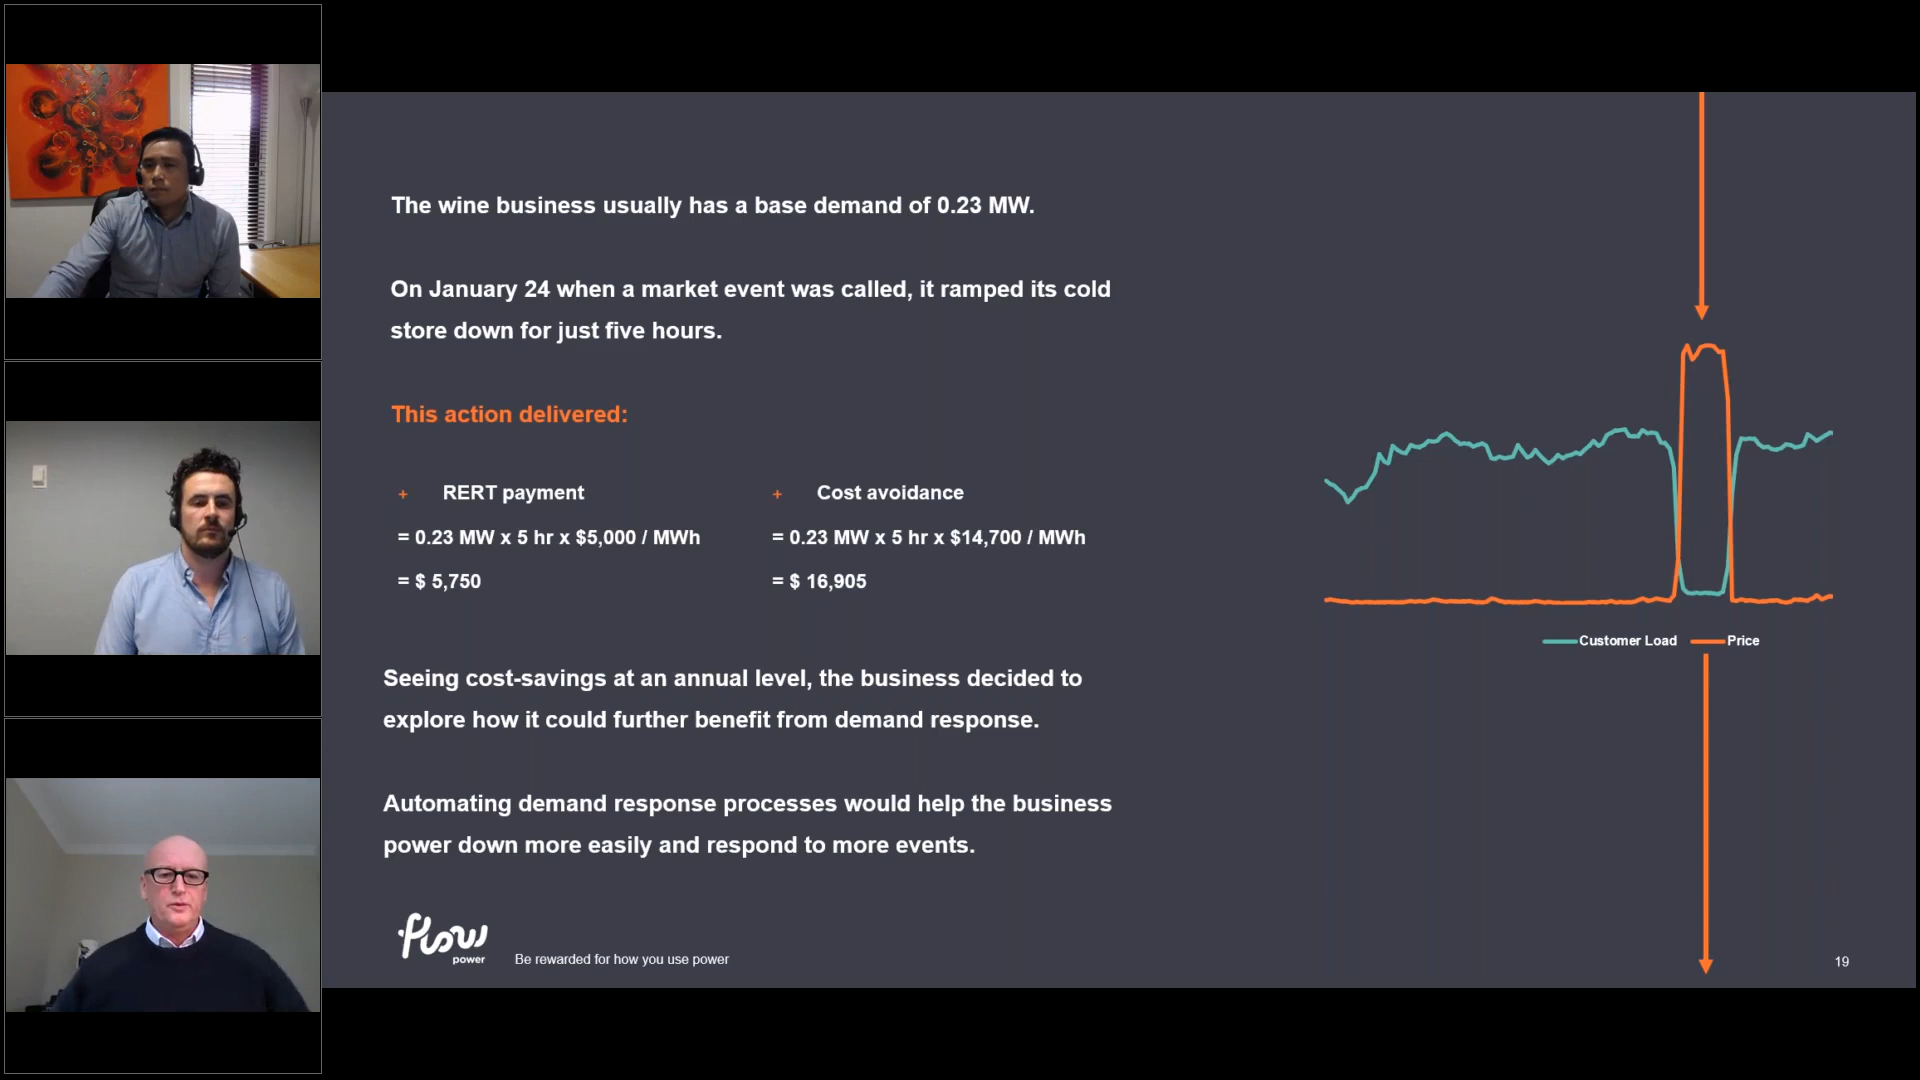 The wine business usually has a base demand of 0.23 MW.
On January 24 when a market event was called, it ramped its cold
store down for just five hours.
This action delivered:
+ RERT payment
= 0.23 MW x 5 hr x $5,000 / MWh
= $ 5,750
+ Cost avoidance
= 0.23 MW x 5 hr x $14,700 / MWh
= $ 16,905
Seeing cost-savings at an annual level, the business decided to
explore how it could further benefit from demand response.
Automating demand response processes would help the business
power down more easily and respond to more events.
Customer Load
Price
flow
power
Be rewarded for how you use power
19